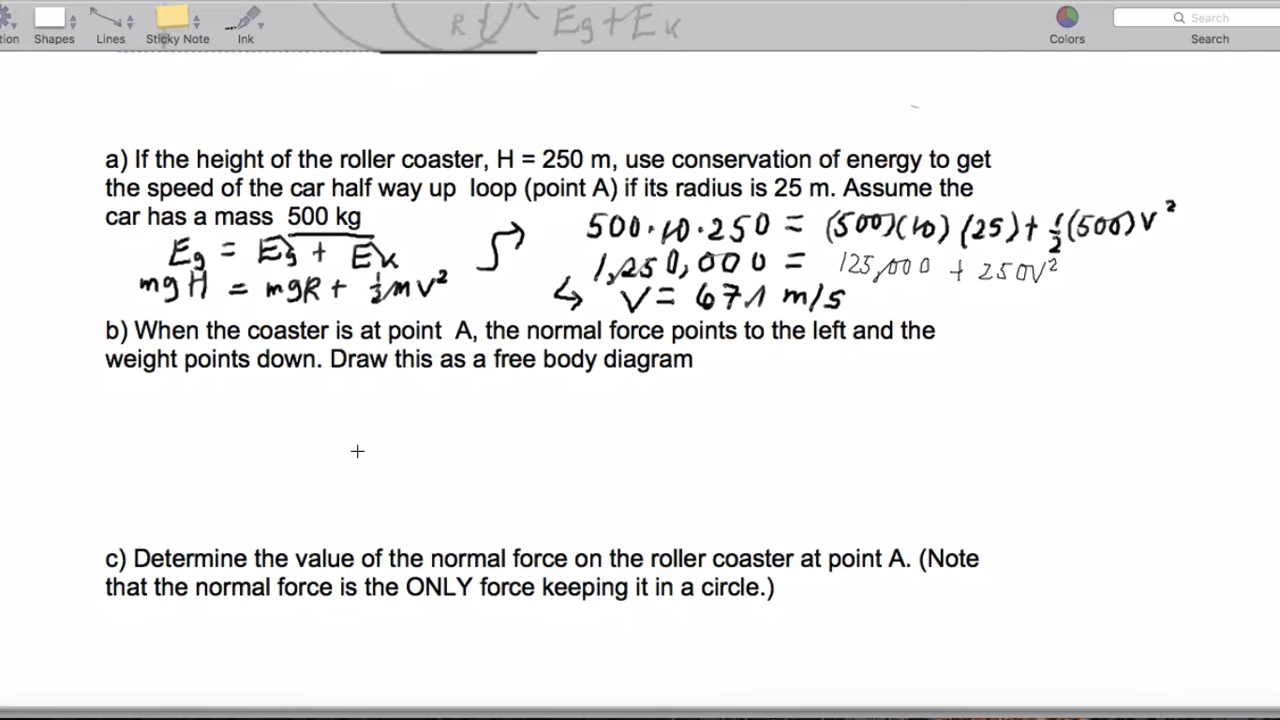 tion Shapes Lines Sticky Note Ink Colors Search
Search
R Eg + Ek
a) If the height of the roller coaster, H = 250 m, use conservation of energy to get
the speed of the car half way up loop (point A) if its radius is 25 m. Assume the
car has a mass 500 kg
Eg = Eg + Ek
mgH = mgR + ½mv²
500·10·250 = (500)(10)(25) + ½(500)v²
1,250,000 = 125,000 + 250v²
v = 67.1 m/s
b) When the coaster is at point A, the normal force points to the left and the
weight points down. Draw this as a free body diagram
c) Determine the value of the normal force on the roller coaster at point A. (Note
that the normal force is the ONLY force keeping it in a circle.)